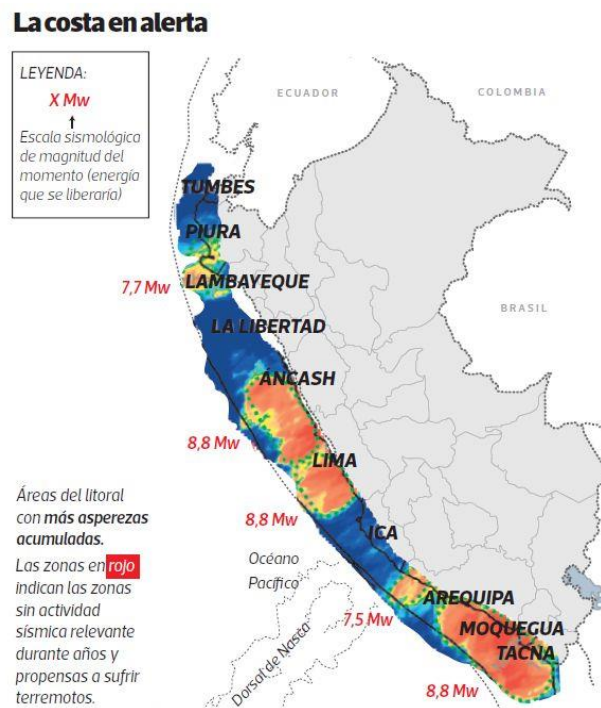 La costa en alerta
LEYENDA:
X Mw
Escala sismológica
de magnitud del
momento (energía
que se liberaría)
ECUADOR
COLOMBIA
TUMBES
PIURA
LAMBAYEQUE
7,7 Mw
BRASIL
LA LIBERTAD
ÁNCASH
8,8 Mw
LIMA
8,8 Mw
ICA
Océano
Pacífico
AREQUIPA
7,5 Mw
MOQUEGUA
TACNA
8,8 Mw
Dorsal de Nasca
Áreas del litoral
con más asperezas
acumuladas.
Las zonas en rojo
indican las zonas
sin actividad
sísmica relevante
durante años y
propensas a sufrir
terremotos.